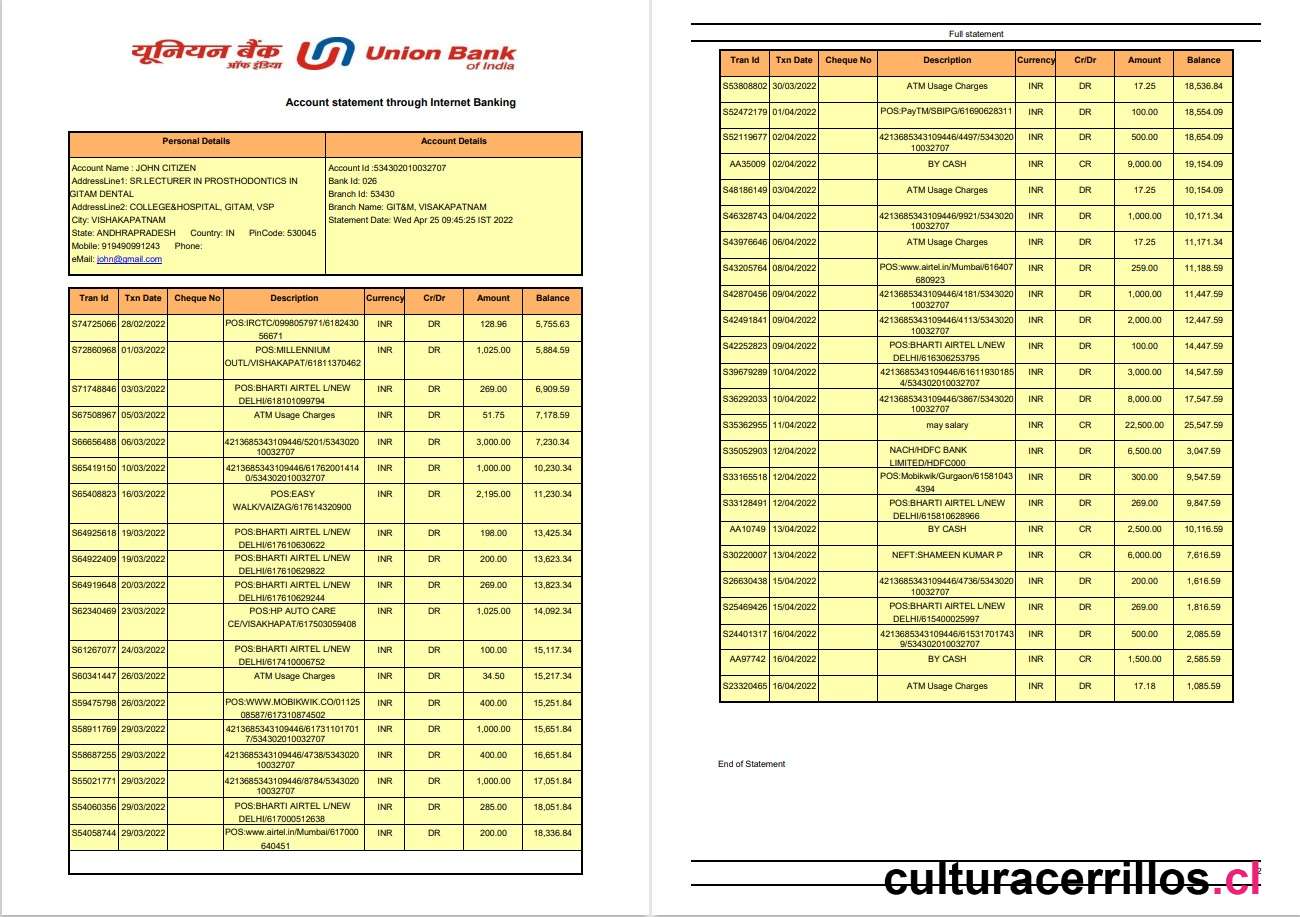 यूनियन बैंक
ऑफ इंडिया
Union Bank
of India
Account statement through Internet Banking
Personal Details Account Details
Account Name : JOHN CITIZEN
AddressLine1: SR.LECTURER IN PROSTHODONTICS IN
GITAM DENTAL
AddressLine2: COLLEGE&HOSPITAL, GITAM, VSP
City: VISHAKAPATNAM
State: ANDHRAPRADESH Country: IN PinCode: 530045
Mobile: 919490991243 Phone:
eMail: john@gmail.com
Account Id :534302010032707
Bank Id: 026
Branch Id: 53430
Branch Name: GIT&M, VISAKAPATNAM
Statement Date: Wed Apr 25 09:45:25 IST 2022
Tran Id Txn Date Cheque No Description Currency Cr/Dr Amount Balance
S74725066 28/02/2022 POS:IRCTC/0998057971/6182430 INR DR 128.96 5,755.63
56671
S72860968 01/03/2022 POS:MILLENNIUM INR DR 1,025.00 5,884.59
OUTL/VISHAKAPAT/61811370462
S71748846 03/03/2022 POS:BHARTI AIRTEL L/NEW INR DR 269.00 6,909.59
DELHI/618101099794
S67508967 05/03/2022 ATM Usage Charges INR DR 51.75 7,178.59
S66656488 06/03/2022 4213685343109446/5201/5343020 INR DR 3,000.00 7,230.34
10032707
S65419150 10/03/2022 4213685343109446/61762001414 INR DR 1,000.00 10,230.34
0/534302010032707
S65408823 16/03/2022 POS:EASY INR DR 2,195.00 11,230.34
WALK/VAIZAG/617614320900
S64925618 19/03/2022 POS:BHARTI AIRTEL L/NEW INR DR 198.00 13,425.34
DELHI/617610630622
S64922409 19/03/2022 POS:BHARTI AIRTEL L/NEW INR DR 200.00 13,623.34
DELHI/617610629822
S64919648 20/03/2022 POS:BHARTI AIRTEL L/NEW INR DR 269.00 13,823.34
DELHI/617610629244
S62340469 23/03/2022 POS:HP AUTO CARE INR DR 1,025.00 14,092.34
CE/VISAKHAPAT/617503059408
S61267077 24/03/2022 POS:BHARTI AIRTEL L/NEW INR DR 100.00 15,117.34
DELHI/617410006752
S60341447 26/03/2022 ATM Usage Charges INR DR 34.50 15,217.34
S59475798 26/03/2022 POS:WWW.MOBIKWIK.CO/01125 INR DR 400.00 15,251.84
08587/617310874502
S58911769 29/03/2022 4213685343109446/61731101701 INR DR 1,000.00 15,651.84
7/534302010032707
S58687255 29/03/2022 4213685343109446/4738/5343020 INR DR 400.00 16,651.84
10032707
S55021771 29/03/2022 4213685343109446/8784/5343020 INR DR 1,000.00 17,051.84
10032707
S54060356 29/03/2022 POS:BHARTI AIRTEL L/NEW INR DR 285.00 18,051.84
DELHI/617000512638
S54058744 29/03/2022 POS:www.airtel.in/Mumbai/617000 INR DR 200.00 18,336.84
640451
Full statement
Tran Id Txn Date Cheque No Description Currency Cr/Dr Amount Balance
S53808802 30/03/2022 ATM Usage Charges INR DR 17.25 18,536.84
S52472179 01/04/2022 POS:PayTM/SBIPG/61690628311 INR DR 100.00 18,554.09
S52119677 02/04/2022 4213685343109446/4497/5343020 INR DR 500.00 18,654.09
10032707
AA35009 02/04/2022 BY CASH INR CR 9,000.00 19,154.09
S48186149 03/04/2022 ATM Usage Charges INR DR 17.25 10,154.09
S46328743 04/04/2022 4213685343109446/9921/5343020 INR DR 1,000.00 10,171.34
10032707
S43976646 06/04/2022 ATM Usage Charges INR DR 17.25 11,171.34
S43205764 08/04/2022 POS:www.airtel.in/Mumbai/616407 INR DR 259.00 11,188.59
680923
S42870456 09/04/2022 4213685343109446/4181/5343020 INR DR 1,000.00 11,447.59
10032707
S42491841 09/04/2022 4213685343109446/4113/5343020 INR DR 2,000.00 12,447.59
10032707
S42252823 09/04/2022 POS:BHARTI AIRTEL L/NEW INR DR 100.00 14,447.59
DELHI/616306253795
S39679289 10/04/2022 4213685343109446/61611930185 INR DR 3,000.00 14,547.59
4/534302010032707
S36292033 10/04/2022 4213685343109446/3867/5343020 INR DR 8,000.00 17,547.59
10032707
S35362955 11/04/2022 may salary INR CR 22,500.00 25,547.59
S35052903 12/04/2022 NACH/HDFC BANK INR DR 6,500.00 3,047.59
LIMITED/HDFC000
S33165518 12/04/2022 POS:Mobikwik/Gurgaon/61581043 INR DR 300.00 9,547.59
4394
S33128491 12/04/2022 POS:BHARTI AIRTEL L/NEW INR DR 269.00 9,847.59
DELHI/615810628966
AA10749 13/04/2022 BY CASH INR CR 2,500.00 10,116.59
S30220007 13/04/2022 NEFT:SHAMEEN KUMAR P INR CR 6,000.00 7,616.59
S26630438 15/04/2022 4213685343109446/4736/5343020 INR DR 200.00 1,616.59
10032707
S25469426 15/04/2022 POS:BHARTI AIRTEL L/NEW INR DR 269.00 1,816.59
DELHI/615400025997
S24401317 16/04/2022 4213685343109446/61531701743 INR DR 500.00 2,085.59
9/534302010032707
AA97742 16/04/2022 BY CASH INR CR 1,500.00 2,585.59
S23320465 16/04/2022 ATM Usage Charges INR DR 17.18 1,085.59
End of Statement
culturacerrillos.cl
2